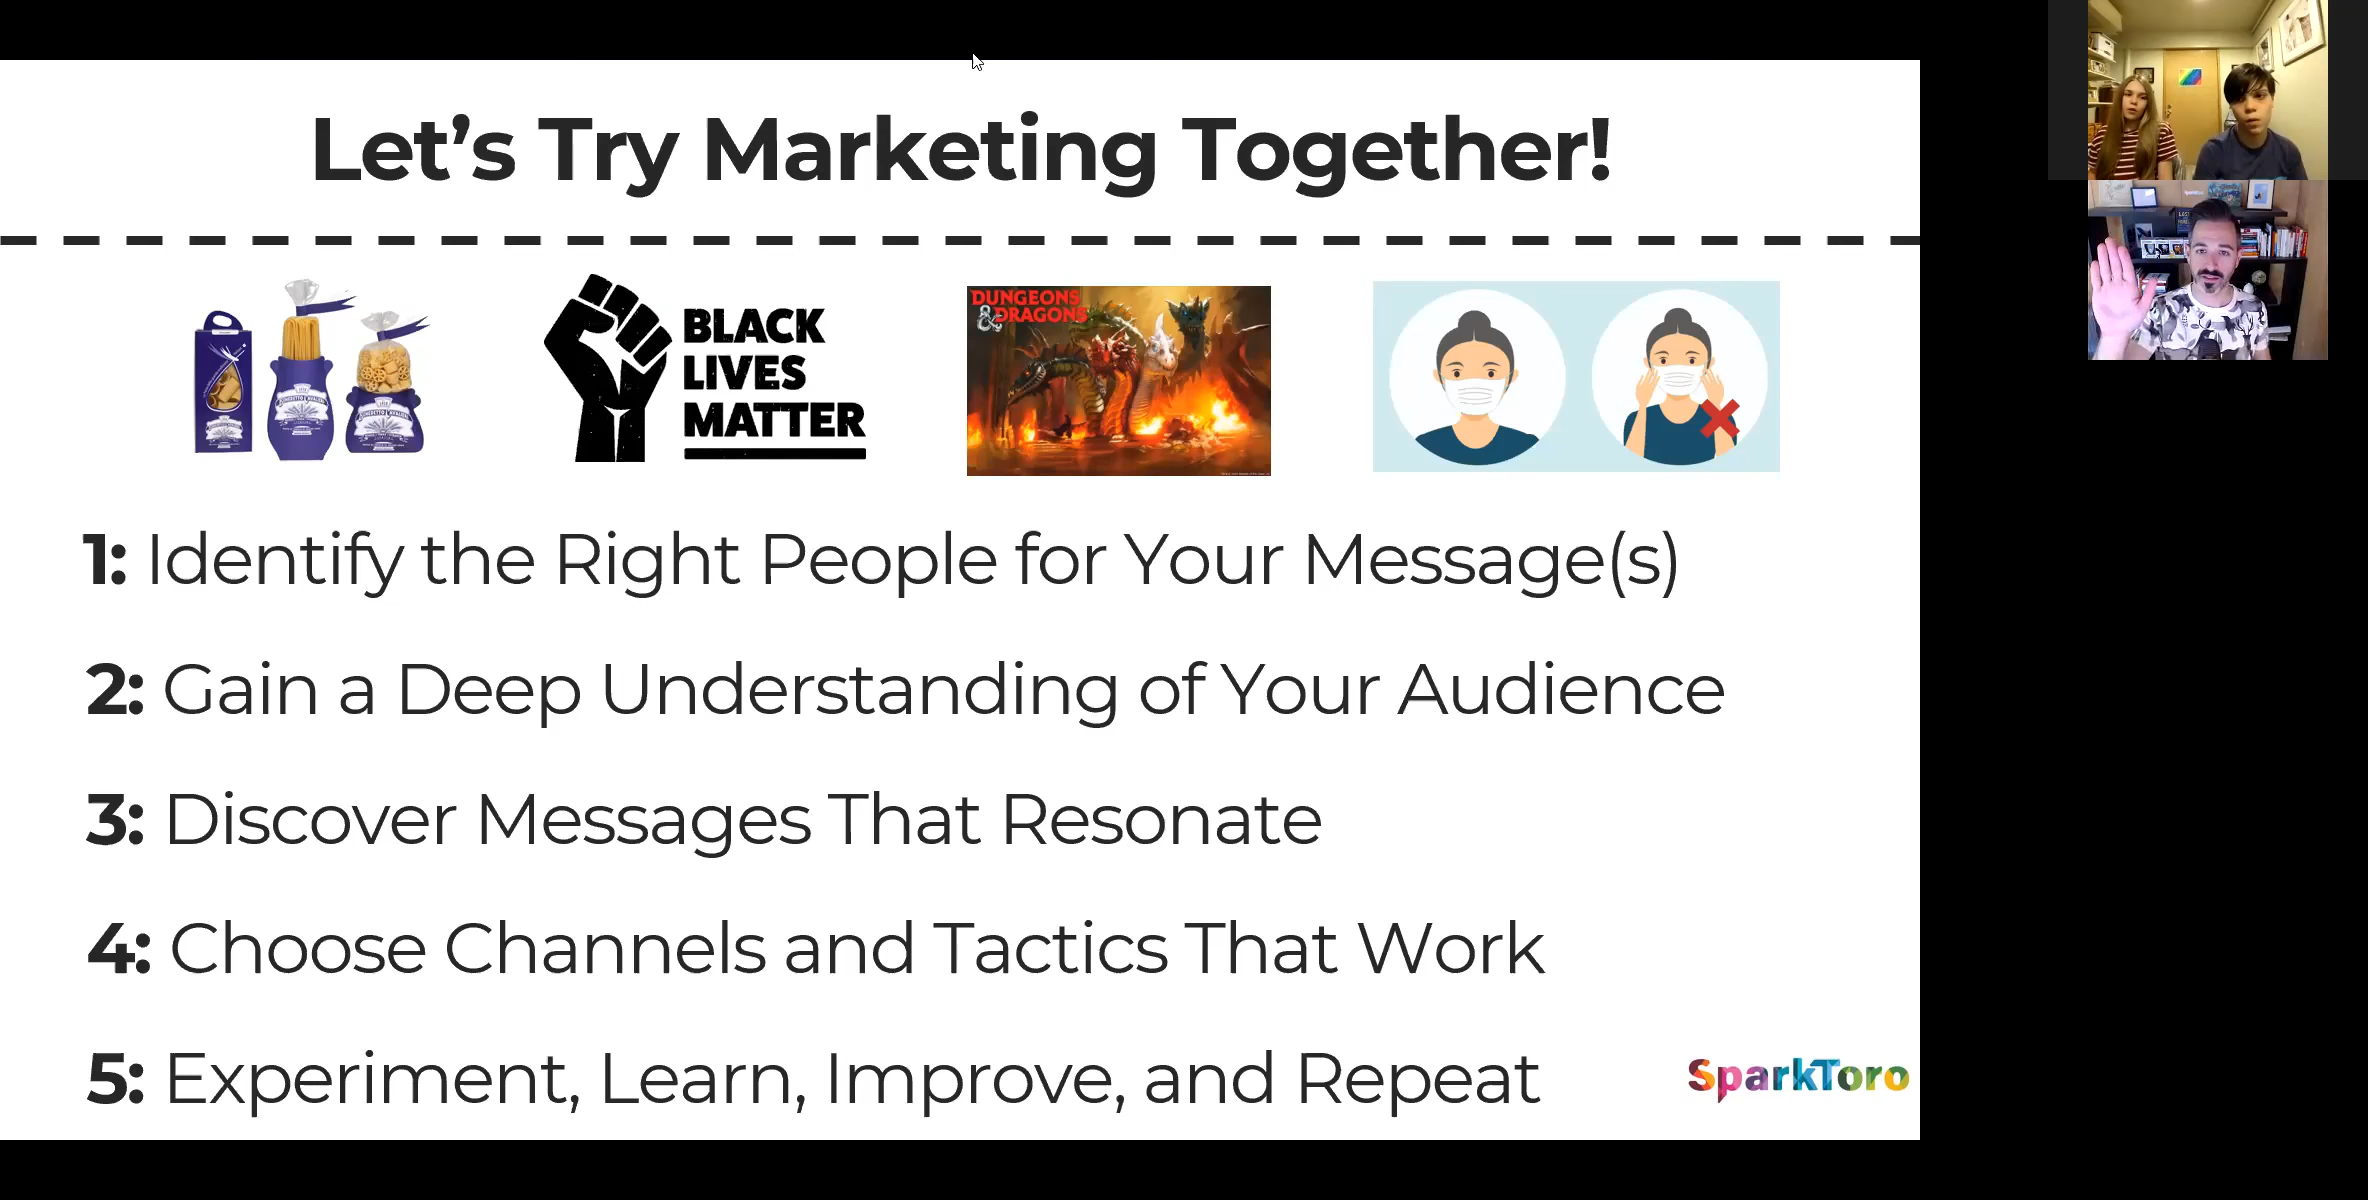 Let’s Try Marketing Together!
BLACK
LIVES
MATTER
DUNGEONS
& DRAGONS
1: Identify the Right People for Your Message(s)
2: Gain a Deep Understanding of Your Audience
3: Discover Messages That Resonate
4: Choose Channels and Tactics That Work
5: Experiment, Learn, Improve, and Repeat
SparkToro